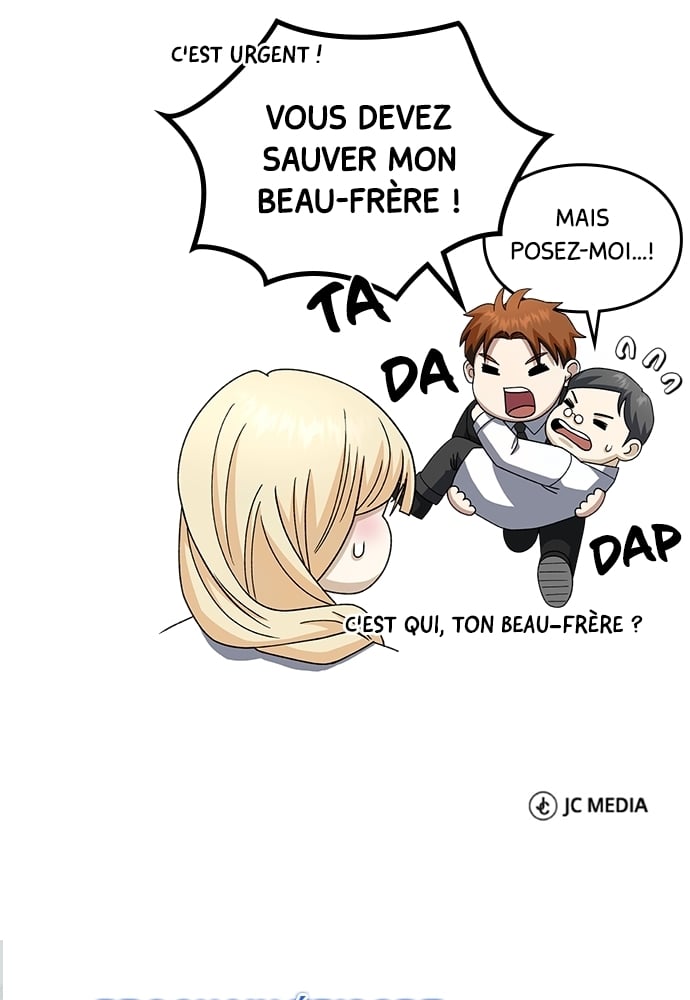 C'EST URGENT !
VOUS DEVEZ
SAUVER MON
BEAU-FRÈRE !
MAIS
POSEZ-MOI...!
TA
DA
DAP
C'EST QUI, TON BEAU-FRÈRE ?
JC MEDIA